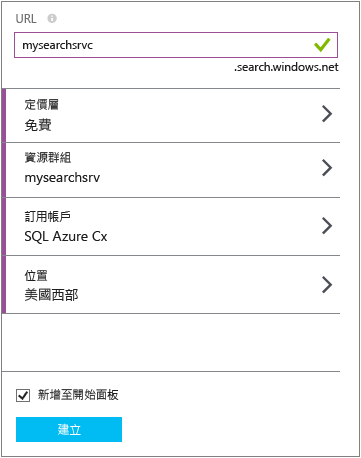 URL
mysearchsrvc
.search.windows.net
定價層
免費
資源群組
mysearchsrv
訂用帳戶
SQL Azure Cx
位置
美國西部
新增至開始面板
建立